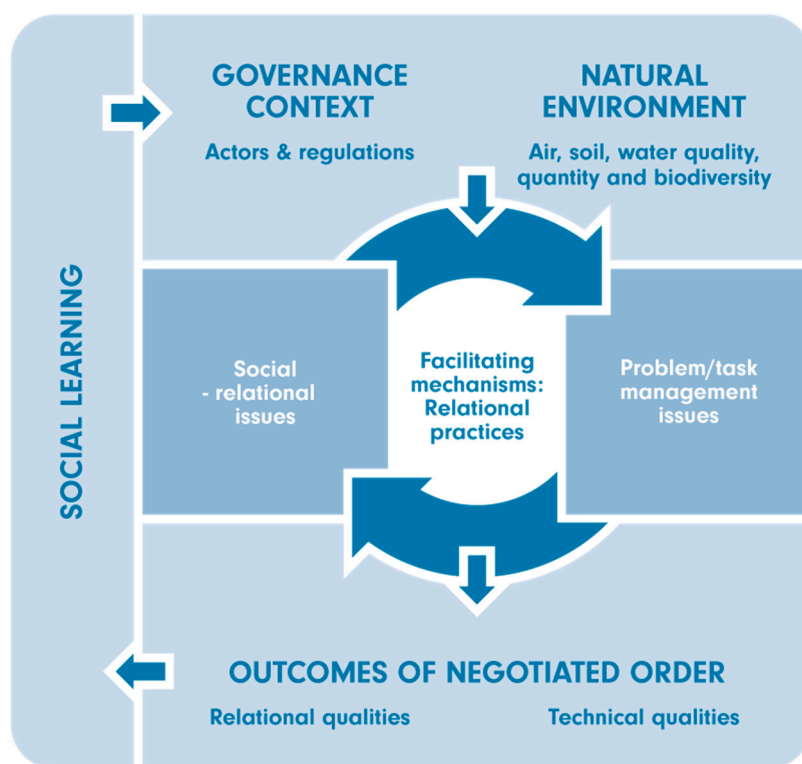 GOVERNANCE
CONTEXT
Actors & regulations
NATURAL
ENVIRONMENT
Air, soil, water quality,
quantity and biodiversity
SOCIAL LEARNING
Social
- relational
issues
Facilitating
mechanisms:
Relational
practices
Problem/task
management
issues
OUTCOMES OF NEGOTIATED ORDER
Relational qualities
Technical qualities